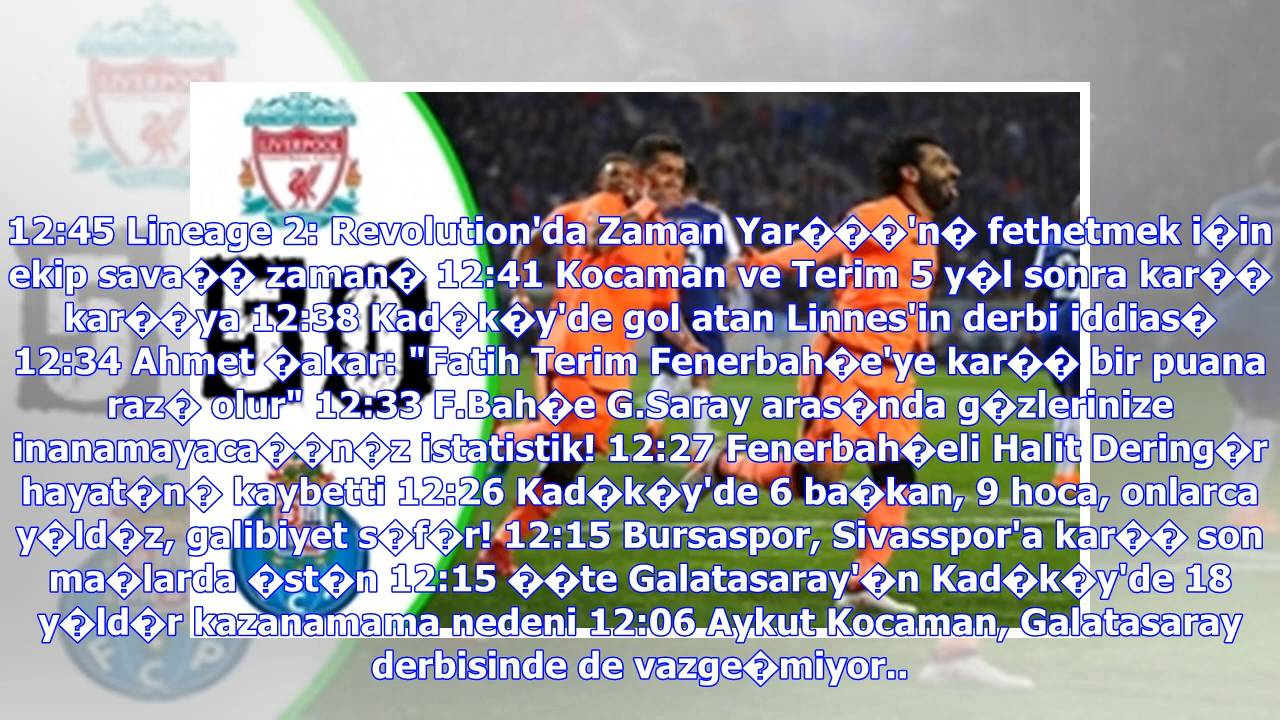 LIVERPOOL
5 0
12:45 Lineage 2: Revolution'da Zaman Yar���'n� fethetmek i�in
ekip sava�� zaman� 12:41 Kocaman ve Terim 5 y�l sonra kar��
kar��ya 12:38 Kad�k�y'de gol atan Linnes'in derbi iddias�
12:34 Ahmet �akar: "Fatih Terim Fenerbah�e'ye kar�� bir puana
raz� olur" 12:33 F.Bah�e G.Saray aras�nda g�zlerinize
inanamayaca��n�z istatistik! 12:27 Fenerbah�eli Halit Dering�r
hayat�n� kaybetti 12:26 Kad�k�y'de 6 ba�kan, 9 hoca, onlarca
y�ld�z, galibiyet s�f�r! 12:15 Bursaspor, Sivasspor'a kar�� son
ma�larda �st�n 12:15 ��te Galatasaray'�n Kad�k�y'de 18
y�ld�r kazanamama nedeni 12:06 Aykut Kocaman, Galatasaray
derbisinde de vazge�miyor..